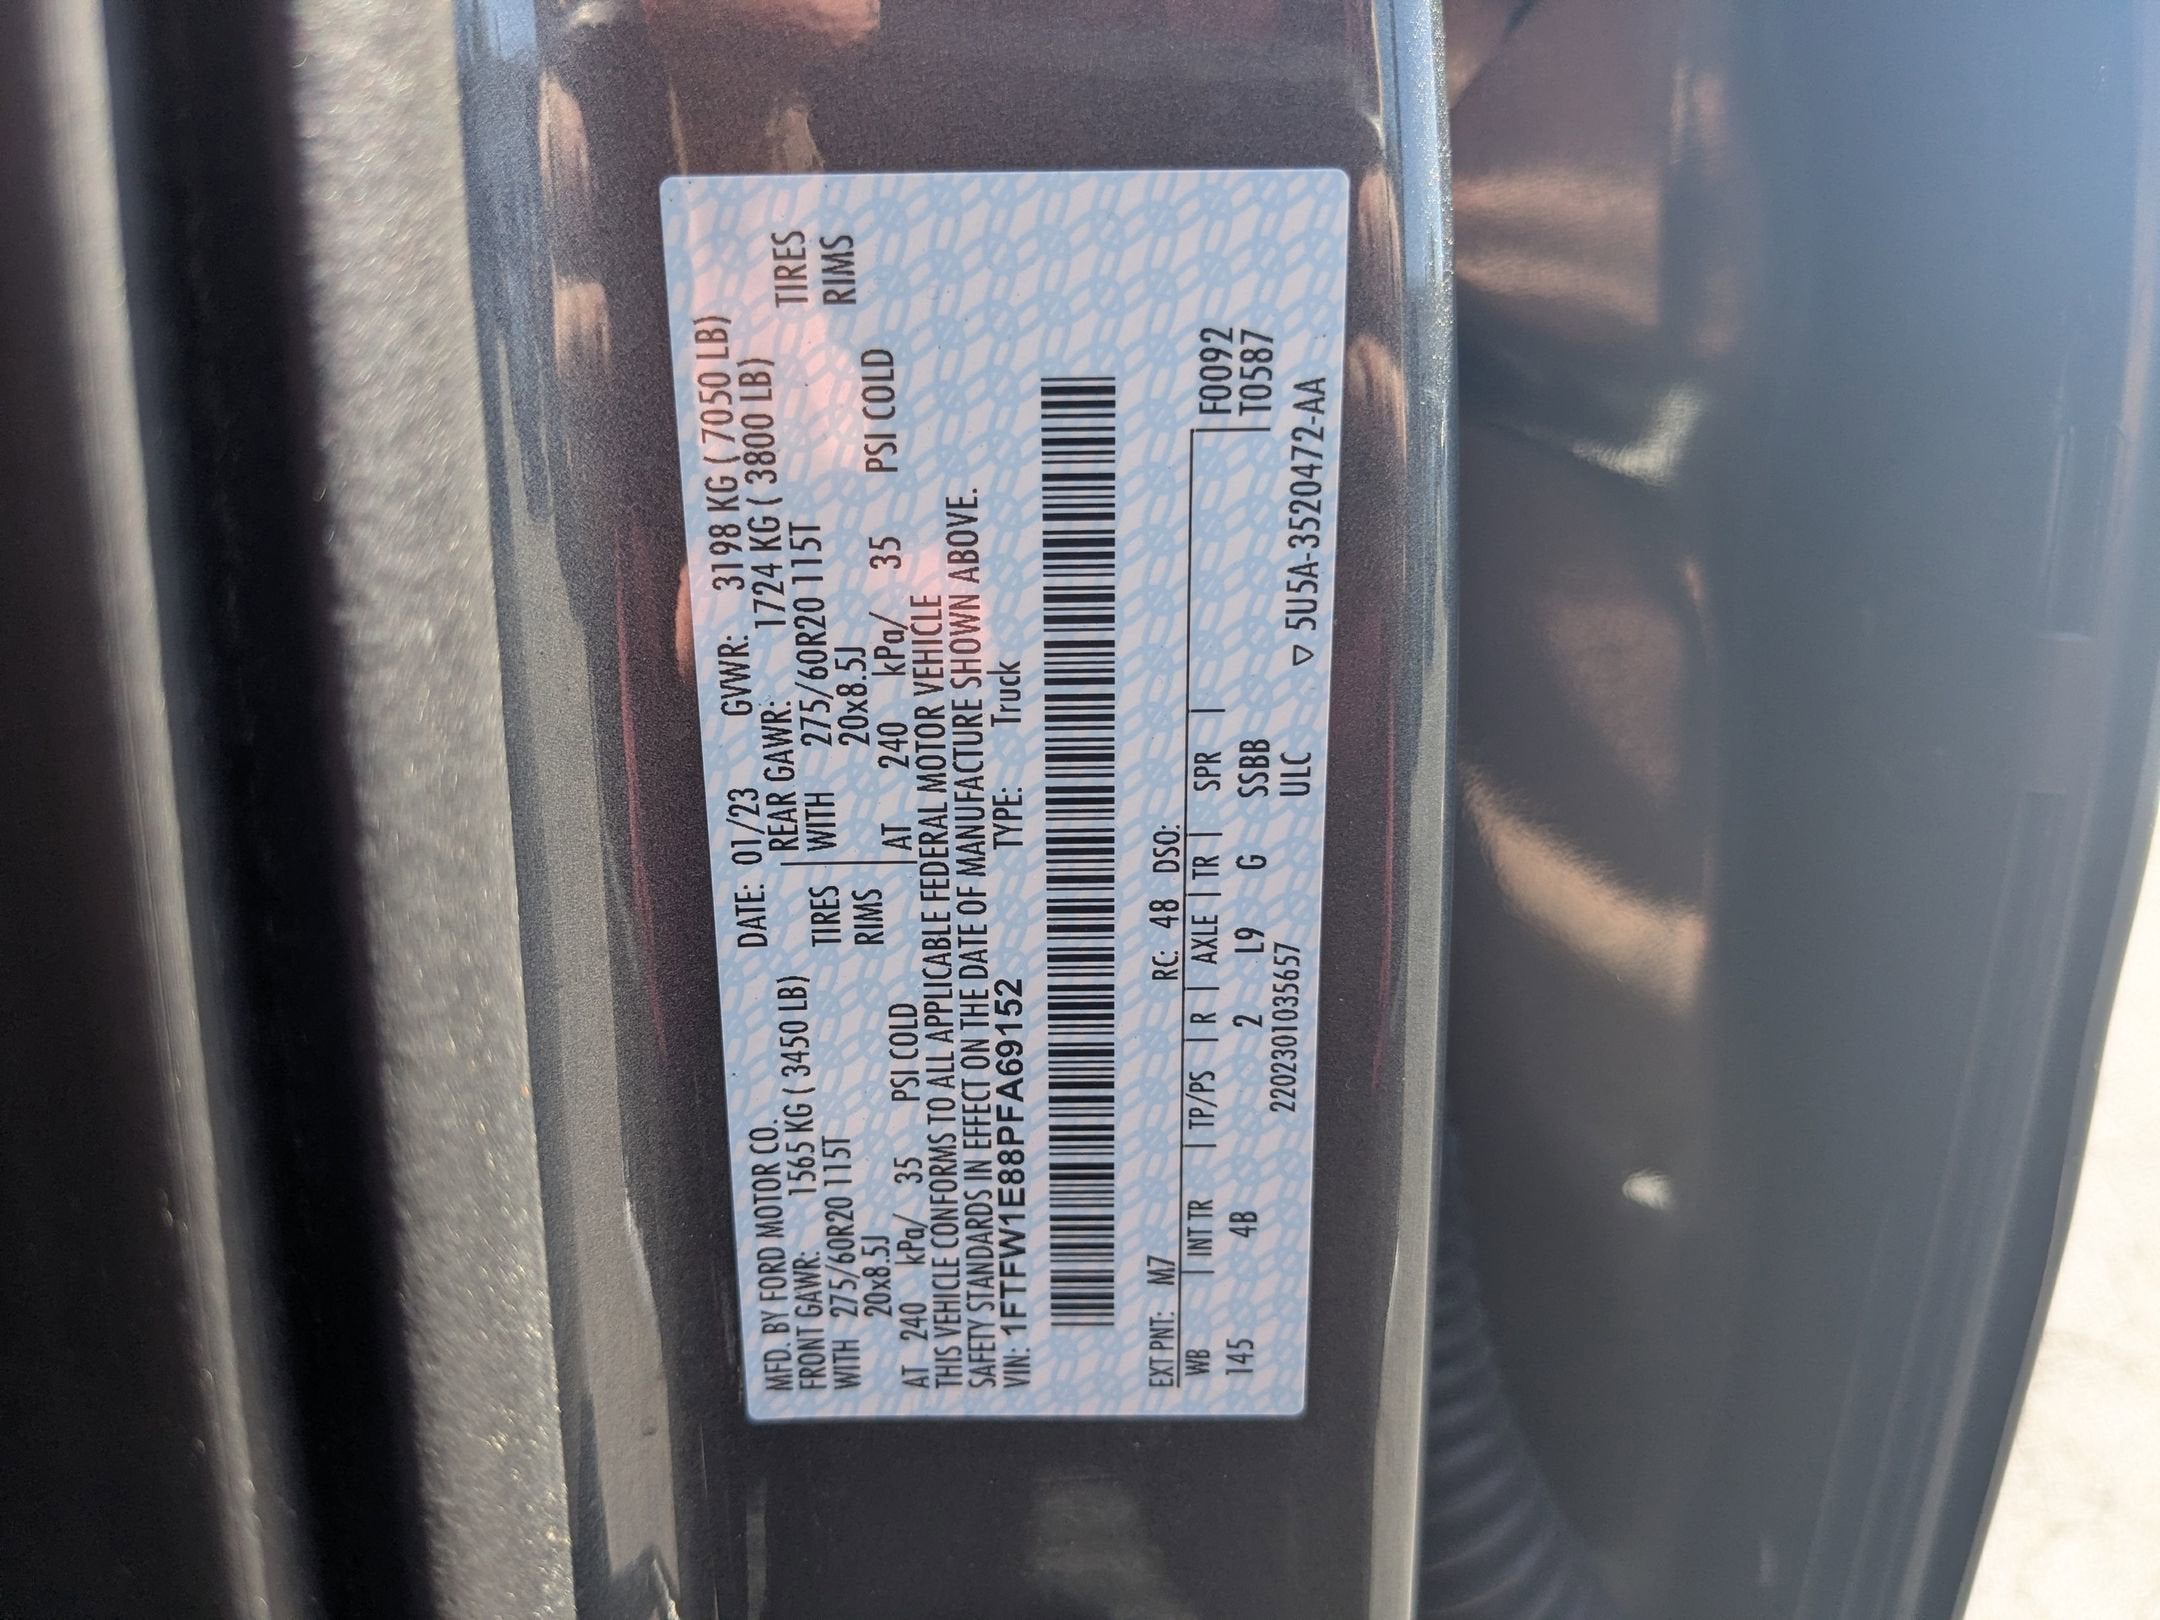 MFD. BY FORD MOTOR CO. DATE: 01/23 GVWR: 3198 KG ( 7050 LB)
FRONT GAWR: 1565 KG ( 3450 LB) REAR GAWR: 1724 KG ( 3800 LB)
WITH 275/60R20 115T TIRES WITH 275/60R20 115T TIRES
20x8.5J RIMS 20x8.5J RIMS
AT 240 kPa/ 35 PSI COLD AT 240 kPa/ 35 PSI COLD
THIS VEHICLE CONFORMS TO ALL APPLICABLE FEDERAL MOTOR VEHICLE
SAFETY STANDARDS IN EFFECT ON THE DATE OF MANUFACTURE SHOWN ABOVE.
VIN: 1FTFW1E88PFA69152 TYPE: Truck
EXT PNT: M7 RC: 48 DSO:
WB | INT TR | TP/PS | R | AXLE | TR | SPR | F0092
145 4B 2 L9 G SSBB T0587
2202301035657 ULC
▽ 5U5A-3520472-AA